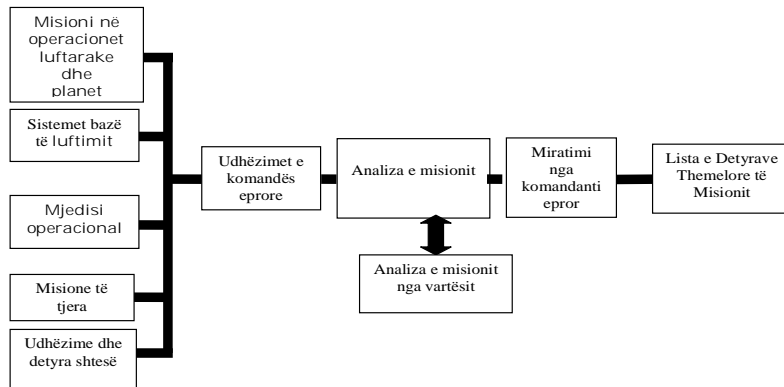 Misioni në
operacionet
luftarake
dhe
planet
Sistemet bazë
të luftimit
Mjedisi
operacional
Misione të
tjera
Udhëzime dhe
detyra shtesë
Udhëzimet e
komandës
eprore
Analiza e misionit
Analiza e misionit
nga vartësit
Miratimi
nga
komandanti
epror
Lista e Detyrave
Themelore të
Misionit